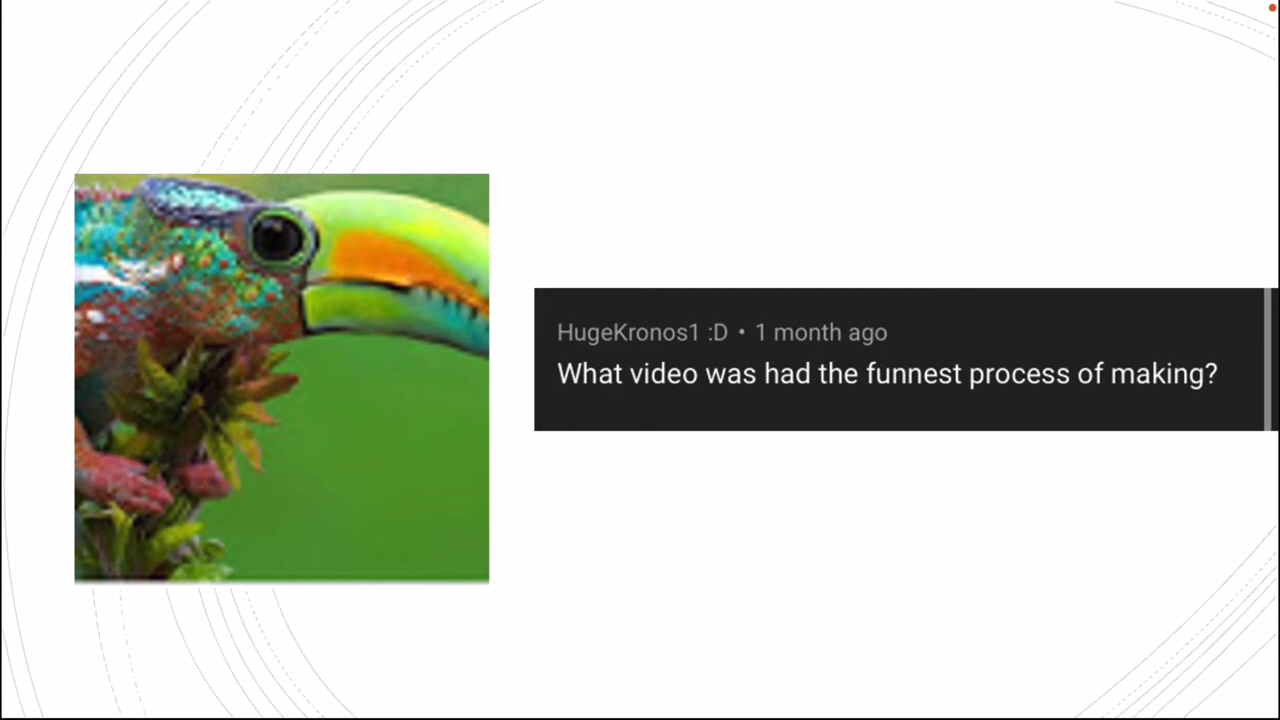 HugeKronos1 :D • 1 month ago
What video was had the funnest process of making?